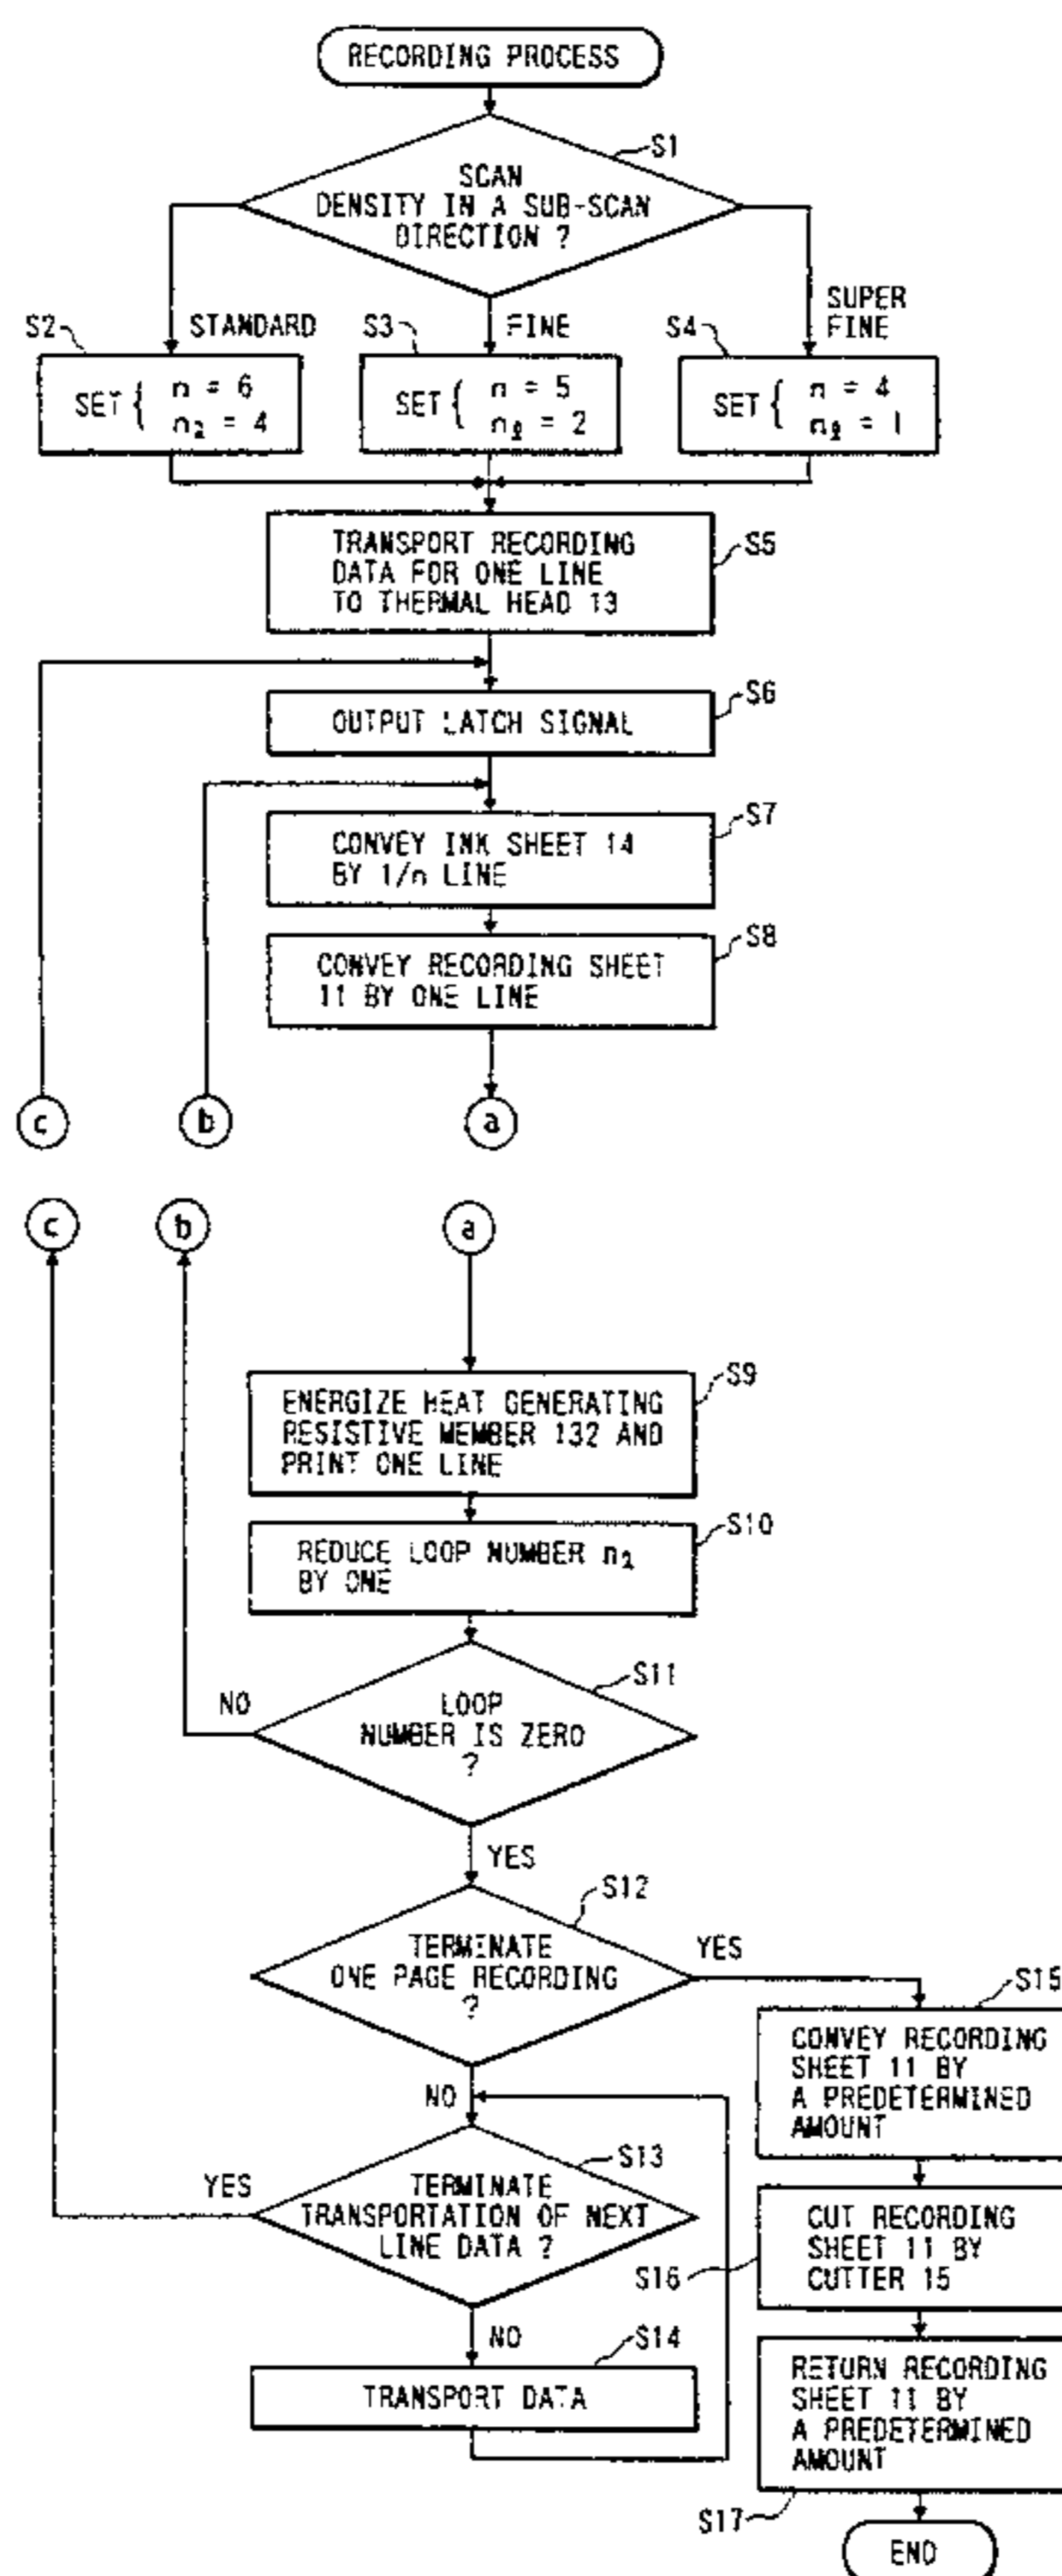 RECORDING PROCESS
S1
SCAN
DENSITY IN A SUB-SCAN
DIRECTION ?
S2
STANDARD
S3
FINE
S4
SUPER
FINE
SET { n = 6
nℓ = 4
SET { n = 5
nℓ = 2
SET { n = 4
nℓ = 1
TRANSPORT RECORDING
DATA FOR ONE LINE
TO THERMAL HEAD 13
S5
OUTPUT LATCH SIGNAL
S6
CONVEY INK SHEET 14
BY 1/n LINE
S7
CONVEY RECORDING SHEET
11 BY ONE LINE
S8
c
b
a
c
b
a
ENERGIZE HEAT GENERATING
RESISTIVE MEMBER 132 AND
PRINT ONE LINE
S9
REDUCE LOOP NUMBER nℓ
BY ONE
S10
S11
NO
LOOP
NUMBER IS ZERO
?
YES
S12
TERMINATE
ONE PAGE RECORDING
?
YES
NO
S13
YES
TERMINATE
TRANSPORTATION OF NEXT
LINE DATA ?
NO
S14
TRANSPORT DATA
S15
CONVEY RECORDING
SHEET 11 BY
A PREDETERMINED
AMOUNT
S16
CUT RECORDING
SHEET 11 BY
CUTTER 15
RETURN RECORDING
SHEET 11 BY
A PREDETERMINED
AMOUNT
S17
END